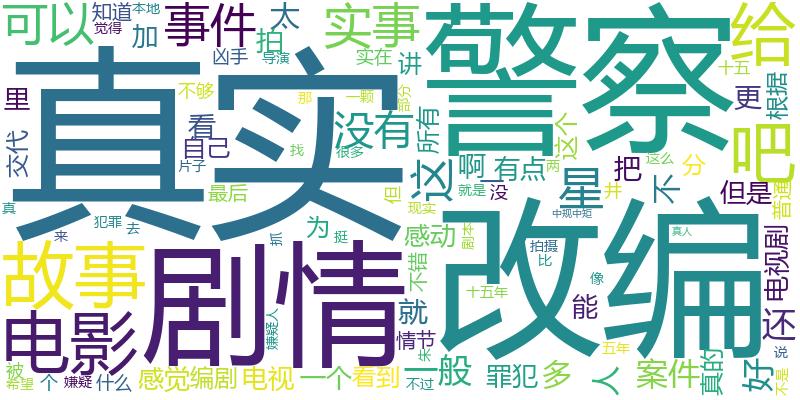 可以
知道
觉得
本地
加
事件
凶手
太
拍
导演
实事
实在
讲
警察
给
十五
更
根据
吧
真实
里
交代
看
自己
片子
不够
那
一颗
部分
没有
所有
这
这个
找
很多
最后
但
啊
有点
就是
没
星
把
井
两
这么
不
分
但是
普通
真
犯罪
来
去
抓
为
挺
现实
感动
剧本
不错
中规中矩
拍摄
比
改编
真人
像
能
十五年
电视剧
还
故事
剧情
电影
嫌疑人
就
情节
朱
五年
真的
好
说
不是
被
希望
个
嫌疑
什么
感觉
编剧
电视
一个
看到
不过
一般
罪犯
多
人
案件